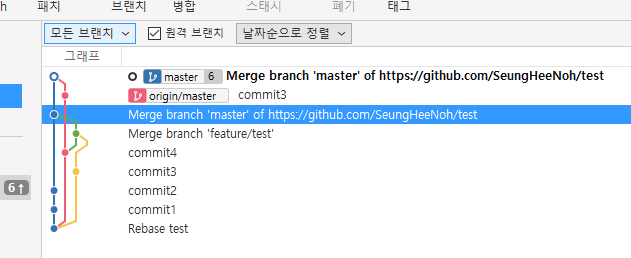 h 패치 브랜치 병합 스태시 폐기 태그
모든 브랜치 원격 브랜치 날짜순으로 정렬
그래프
master 6 Merge branch 'master' of https://github.com/SeungHeeNoh/test
origin/master commit3
Merge branch 'master' of https://github.com/SeungHeeNoh/test
Merge branch 'feature/test'
commit4
commit3
6↑ commit2
commit1
Rebase test